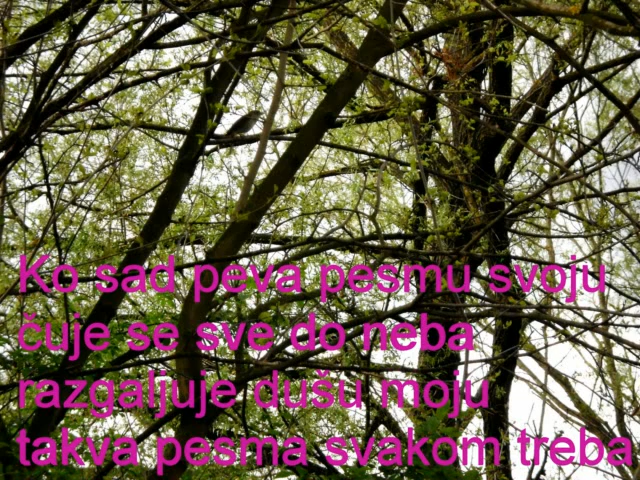 Ko sad peva pesmu svoju
čuje se sve do neba
razgaljuje dušu moju
takva pesma svakom treba